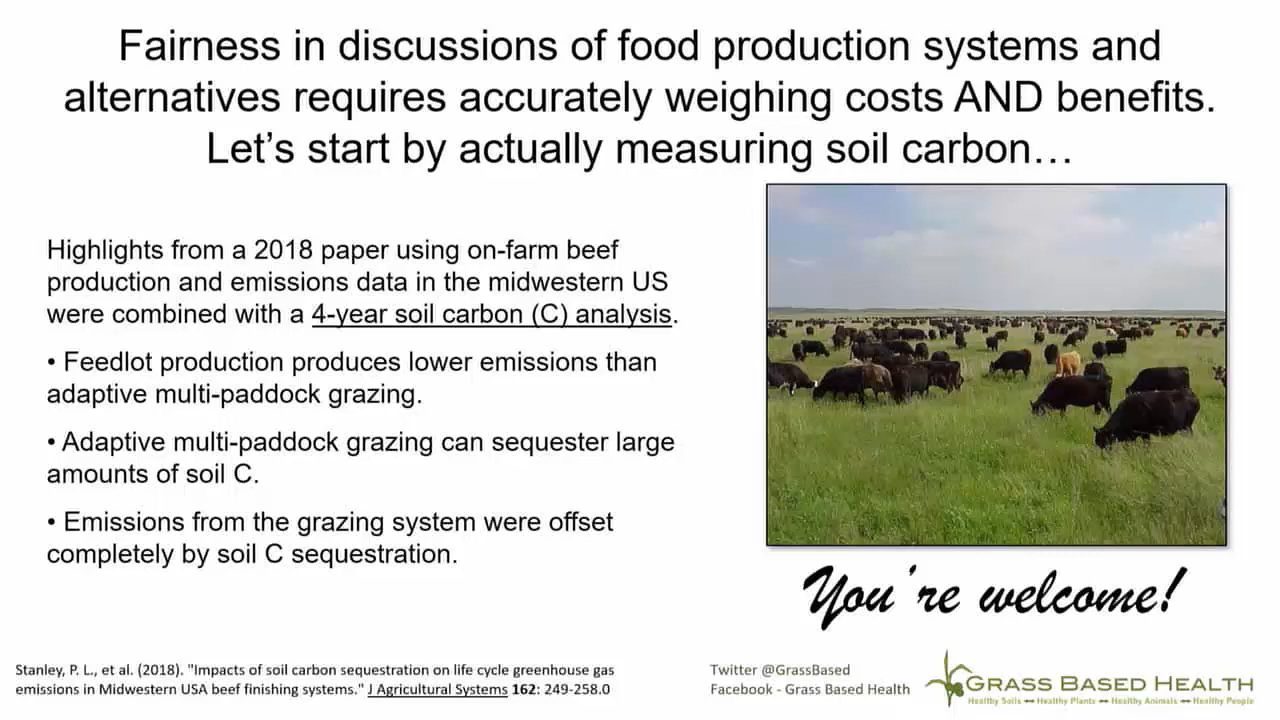 Fairness in discussions of food production systems and
alternatives requires accurately weighing costs AND benefits.
Let's start by actually measuring soil carbon…
Highlights from a 2018 paper using on-farm beef
production and emissions data in the midwestern US
were combined with a 4-year soil carbon (C) analysis.
• Feedlot production produces lower emissions than
adaptive multi-paddock grazing.
• Adaptive multi-paddock grazing can sequester large
amounts of soil C.
• Emissions from the grazing system were offset
completely by soil C sequestration.
You're welcome!
Stanley, P. L., et al. (2018). "Impacts of soil carbon sequestration on life cycle greenhouse gas
emissions in Midwestern USA beef finishing systems." J Agricultural Systems 162: 249-258.0
Twitter @GrassBased
Facebook - Grass Based Health
GRASS BASED HEALTH
Healthy Soils ↔ Healthy Plants ↔ Healthy Animals ↔ Healthy People